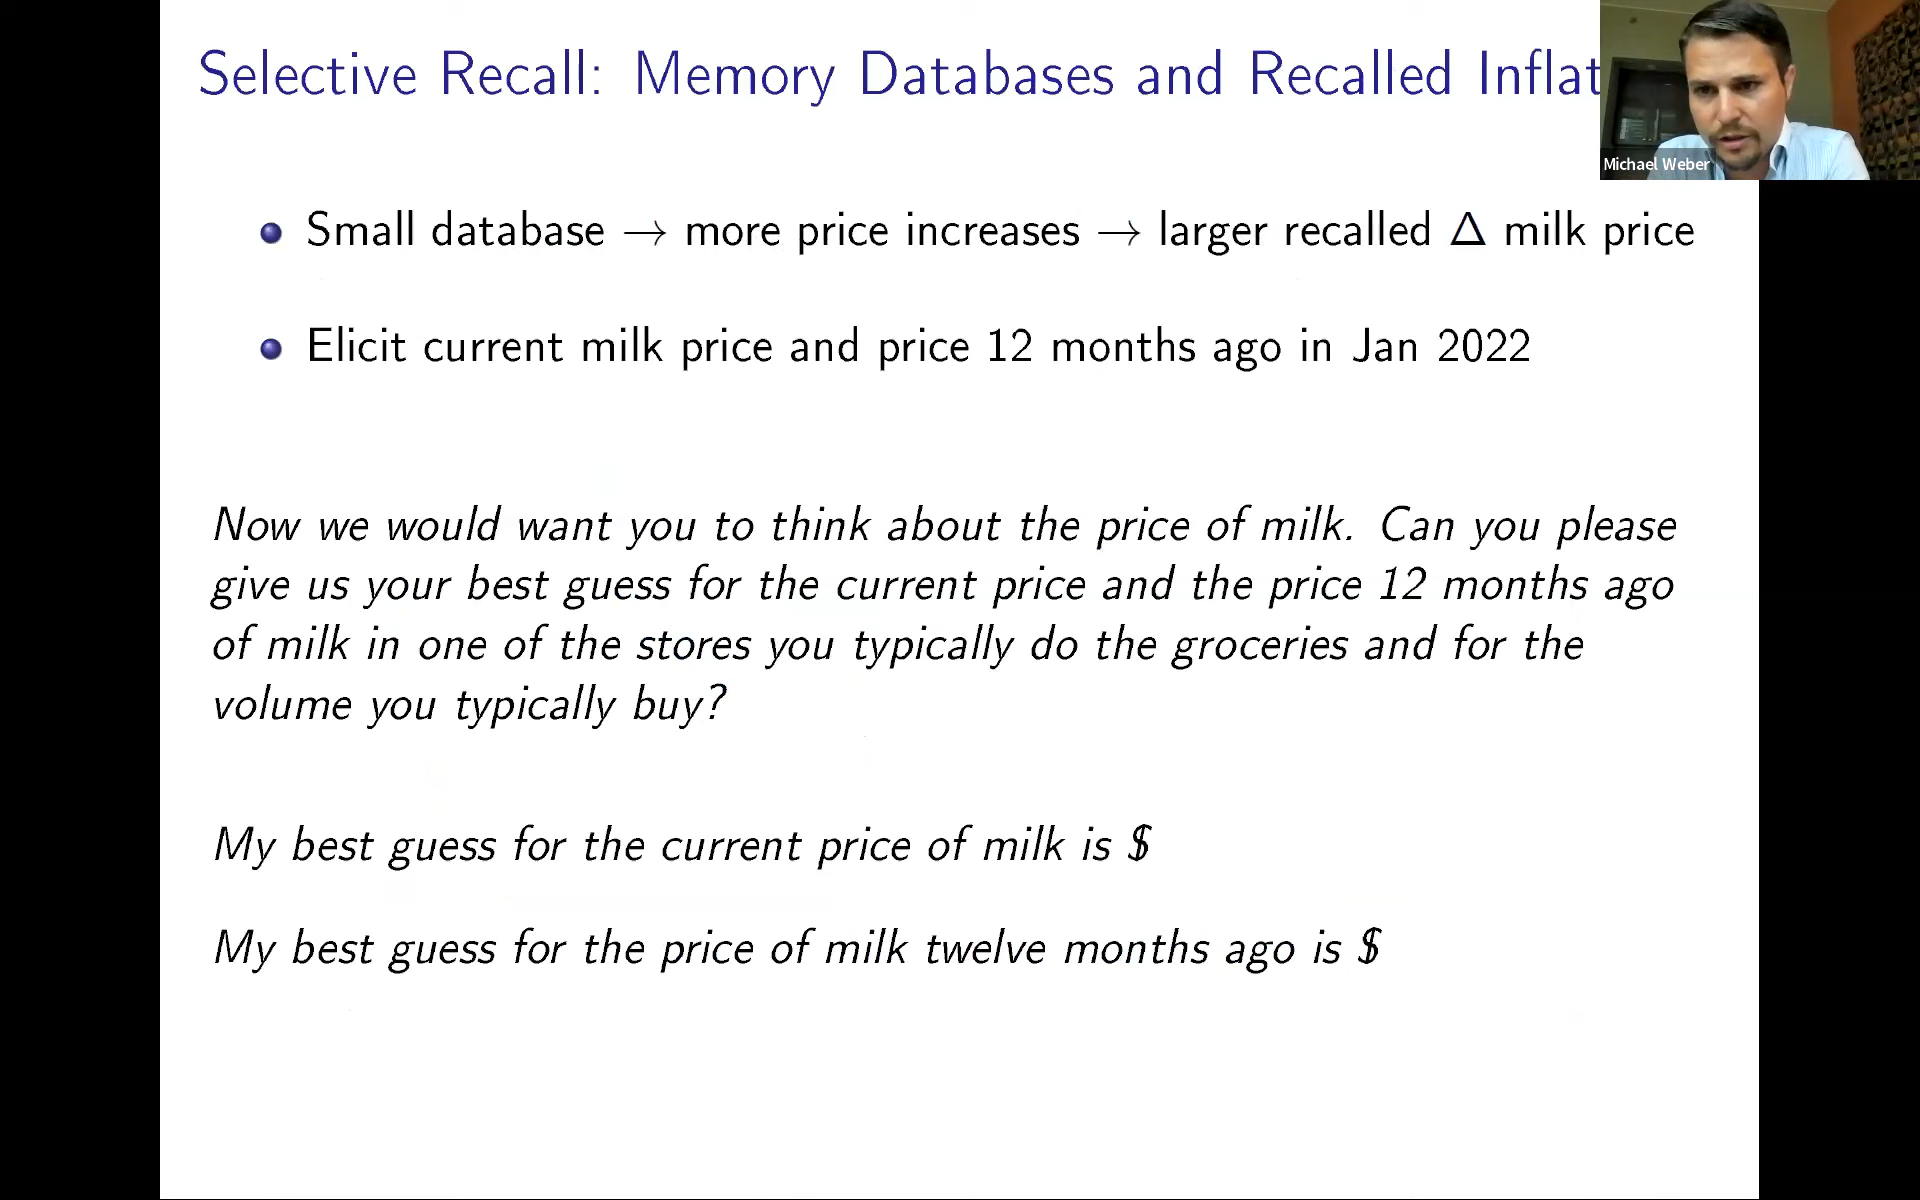 Selective Recall: Memory Databases and Recalled Inflat
Michael Weber
Small database → more price increases → larger recalled Δ milk price
Elicit current milk price and price 12 months ago in Jan 2022
Now we would want you to think about the price of milk. Can you please
give us your best guess for the current price and the price 12 months ago
of milk in one of the stores you typically do the groceries and for the
volume you typically buy?
My best guess for the current price of milk is $
My best guess for the price of milk twelve months ago is $